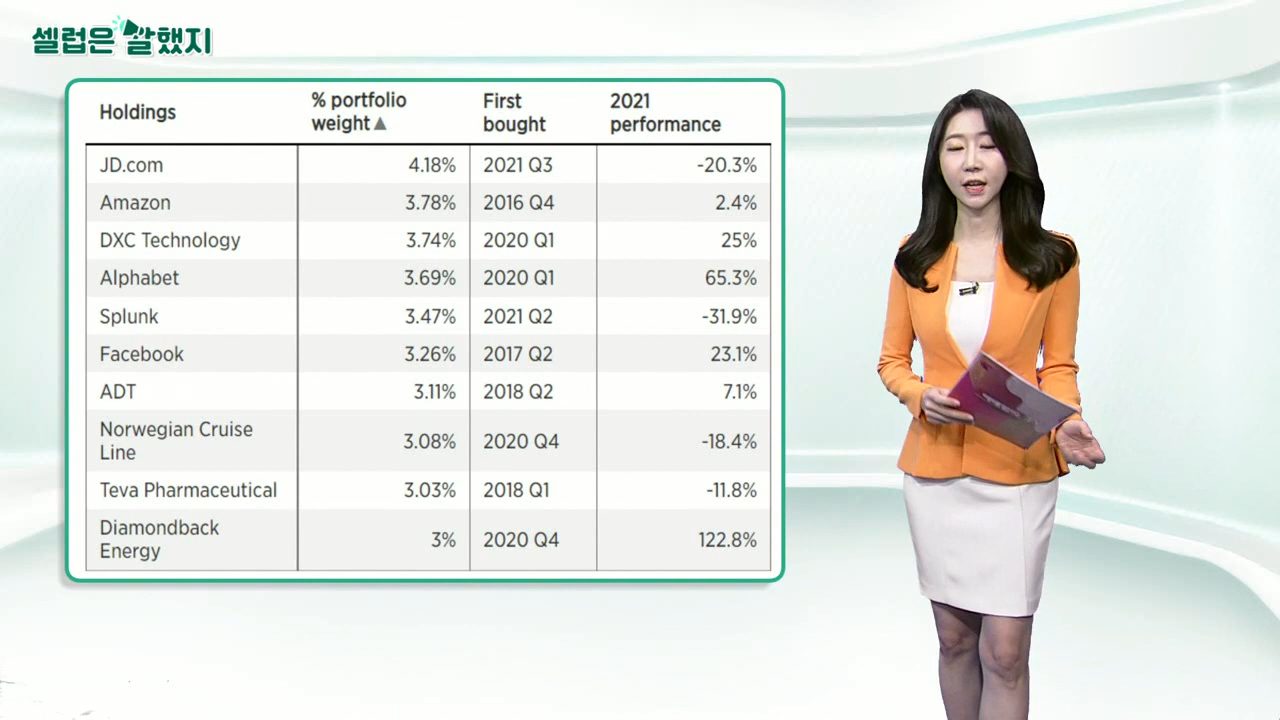 셀럽은 말했지
Holdings
% portfolio
weight▲
First
bought
2021
performance
JD.com 4.18% 2021 Q3 -20.3%
Amazon 3.78% 2016 Q4 2.4%
DXC Technology 3.74% 2020 Q1 25%
Alphabet 3.69% 2020 Q1 65.3%
Splunk 3.47% 2021 Q2 -31.9%
Facebook 3.26% 2017 Q2 23.1%
ADT 3.11% 2018 Q2 7.1%
Norwegian Cruise
Line 3.08% 2020 Q4 -18.4%
Teva Pharmaceutical 3.03% 2018 Q1 -11.8%
Diamondback
Energy 3% 2020 Q4 122.8%